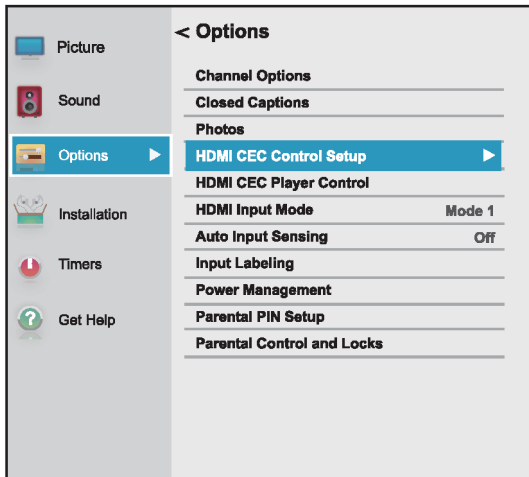 Picture
Sound
Options
Installation
Timers
Get Help
< Options
Channel Options
Closed Captions
Photos
HDMI CEC Control Setup
HDMI CEC Player Control
HDMI Input Mode Mode 1
Auto Input Sensing Off
Input Labeling
Power Management
Parental PIN Setup
Parental Control and Locks